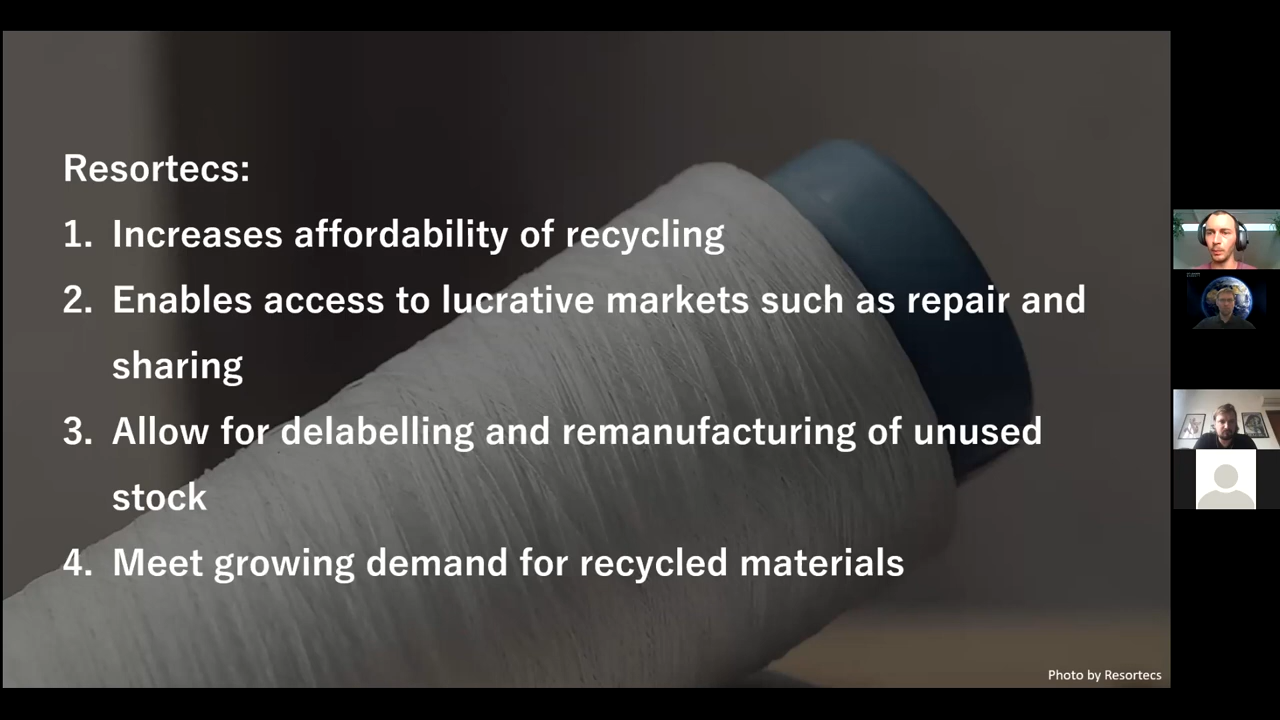 Resortecs:
1. Increases affordability of recycling
2. Enables access to lucrative markets such as repair and
sharing
3. Allow for delabelling and remanufacturing of unused
stock
4. Meet growing demand for recycled materials
Photo by Resortecs